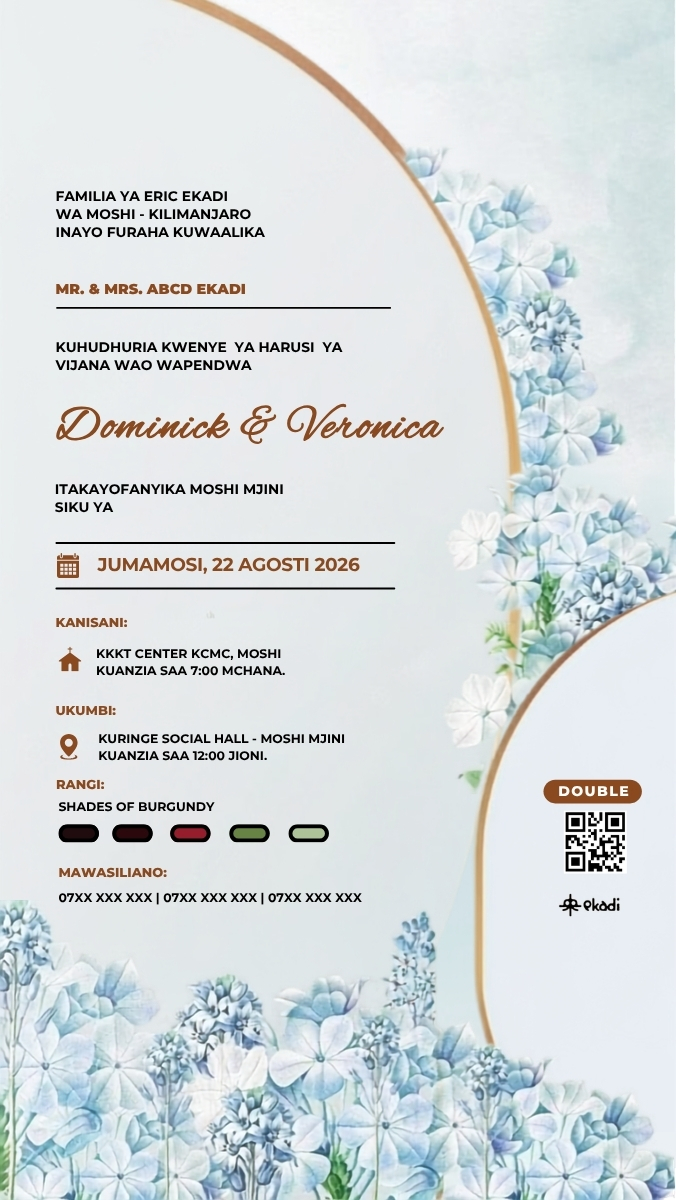 FAMILIA YA ERIC EKADI
WA MOSHI - KILIMANJARO
INAYO FURAHA KUWAALIKA
MR. & MRS. ABCD EKADI
KUHUDHURIA KWENYE  YA HARUSI  YA
VIJANA WAO WAPENDWA
Dominick & Veronica
ITAKAYOFANYIKA MOSHI MJINI
SIKU YA
JUMAMOSI, 22 AGOSTI 2026
KANISANI:
KKKT CENTER KCMC, MOSHI
KUANZIA SAA 7:00 MCHANA.
UKUMBI:
KURINGE SOCIAL HALL - MOSHI MJINI
KUANZIA SAA 12:00 JIONI.
RANGI:
SHADES OF BURGUNDY
MAWASILIANO:
07XX XXX XXX | 07XX XXX XXX | 07XX XXX XXX
DOUBLE
ekadi